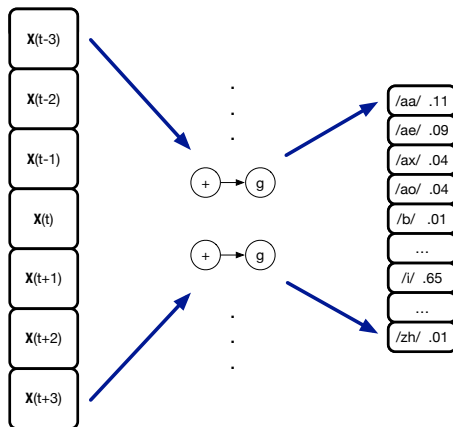 X(t-3)
X(t-2)
X(t-1)
X(t)
X(t+1)
X(t+2)
X(t+3)
.
.
.
+ g
+ g
.
.
.
/aa/ .11
/ae/ .09
/ax/ .04
/ao/ .04
/b/ .01
...
/i/ .65
...
/zh/ .01